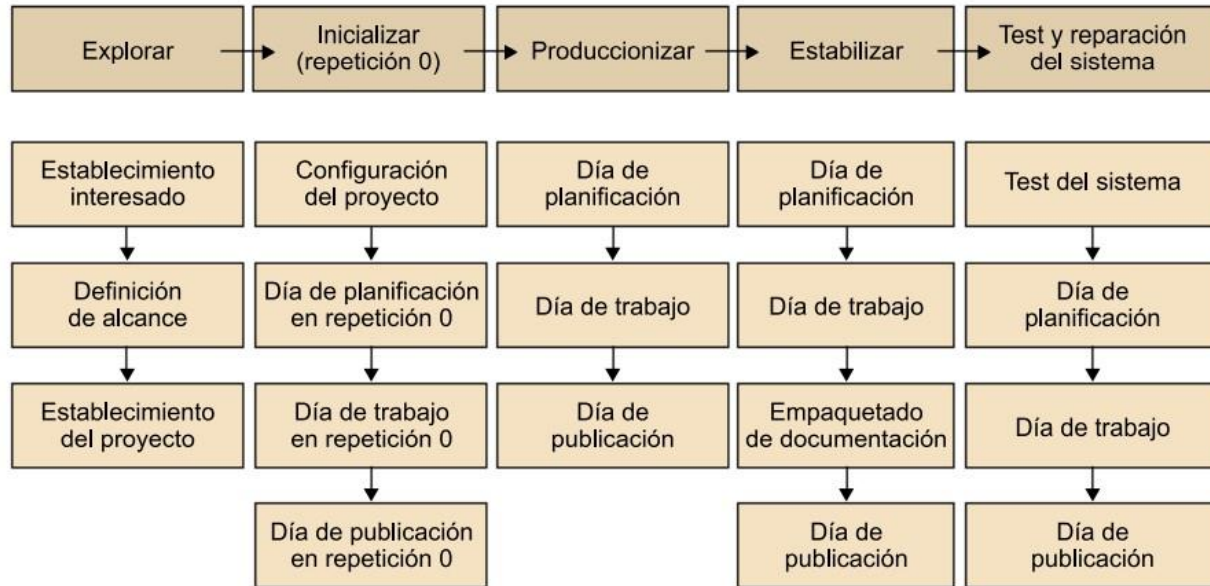 Explorar
Inicializar
(repetición 0)
Produccionizar
Estabilizar
Test y reparación
del sistema
Establecimiento
interesado
Configuración
del proyecto
Día de
planificación
Día de
planificación
Test del sistema
Definición
de alcance
Día de planificación
en repetición 0
Día de trabajo
Día de trabajo
Día de
planificación
Establecimiento
del proyecto
Día de trabajo
en repetición 0
Día de
publicación
Empaquetado
de documentación
Día de trabajo
Día de publicación
en repetición 0
Día de
publicación
Día de
publicación